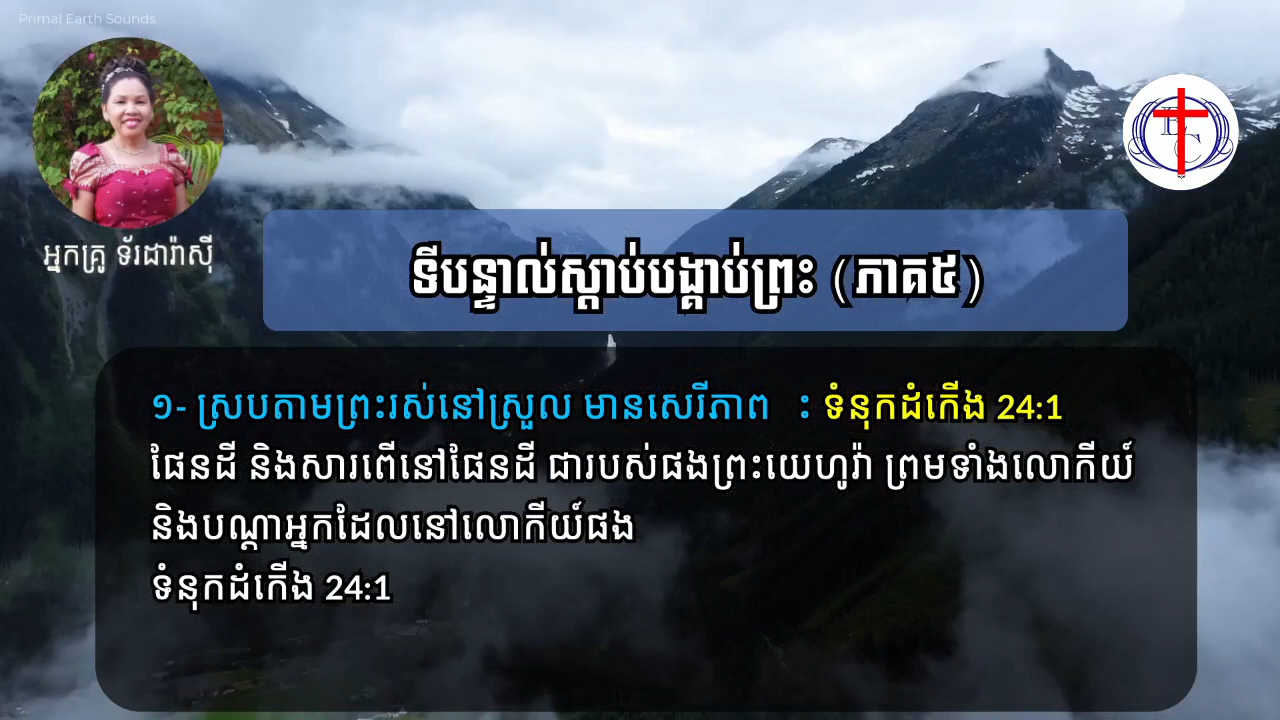 Primal Earth Sounds
អ្នកគ្រូ ទ័រដារ៉ាស៊ី
ទីបន្ទាល់ស្តាប់បង្គាប់ព្រះ (ភាគ៥)
១- ស្របតាមព្រះរស់នៅស្រួល មានសេរីភាព ៈ ទំនុកដំកើង 24:1
ផែនដី និងសារពើនៅផែនដី ជារបស់ផងព្រះយេហូវ៉ា ព្រមទាំងលោកីយ៍
និងបណ្តាអ្នកដែលនៅលោកីយ៍ផង
ទំនុកដំកើង 24:1